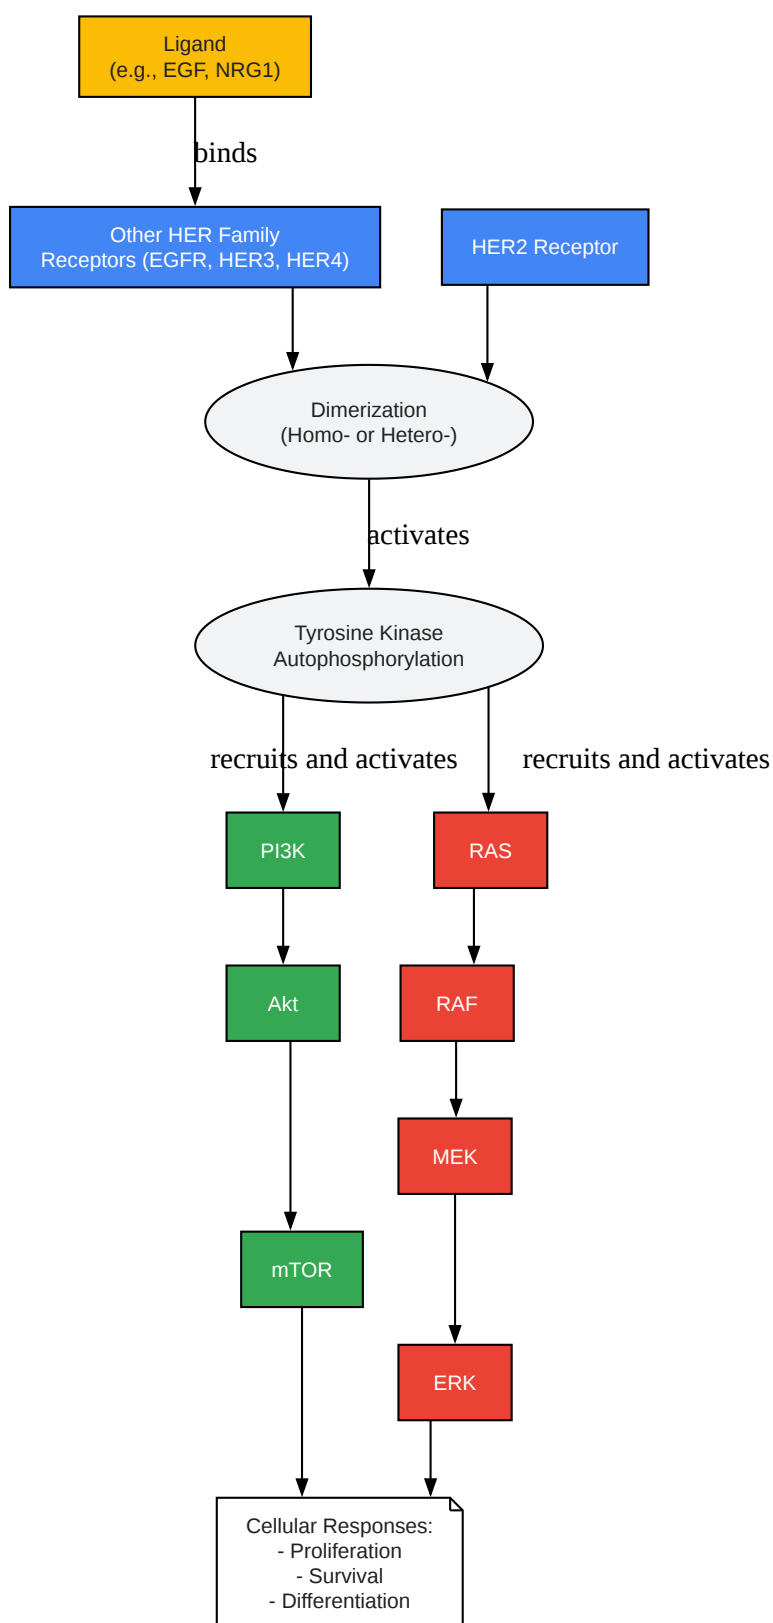 Ligand
(e.g., EGF, NRG1)
binds
Other HER Family
Receptors (EGFR, HER3, HER4)
HER2 Receptor
Dimerization
(Homo- or Hetero-)
activates
Tyrosine Kinase
Autophosphorylation
recruits and activates
recruits and activates
PI3K
RAS
Akt
RAF
MEK
mTOR
ERK
Cellular Responses:
- Proliferation
- Survival
- Differentiation